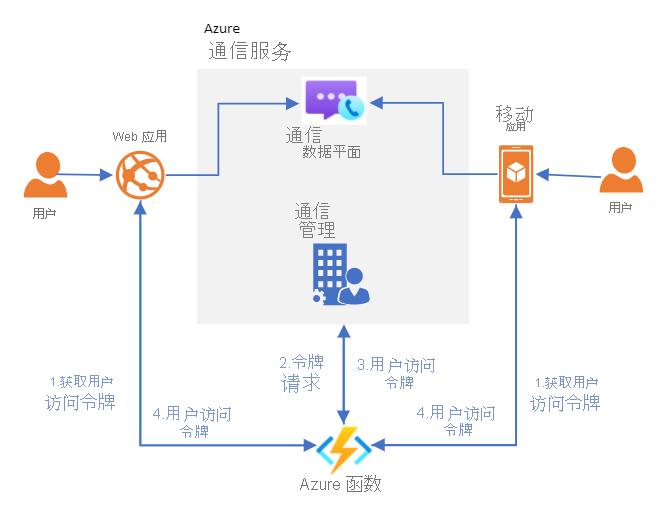 Azure
通信服务
通信
数据平面
Web 应用
移动
应用
用户
用户
通信
管理
1.获取用户
访问令牌
2.令牌
请求
3.用户访问
令牌
1.获取用户
访问令牌
4.用户访问
令牌
4.用户访问
令牌
Azure 函数